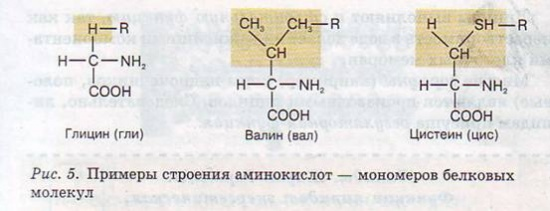 H—R CH₃ CH₃—R H SH—R
CH CH
H—C—NH₂ H—C—NH₂ H—C—NH₂
COOH COOH COOH
Глицин (гли) Валин (вал) Цистеин (цис)
Рис. 5. Примеры строения аминокислот — мономеров белковых
молекул